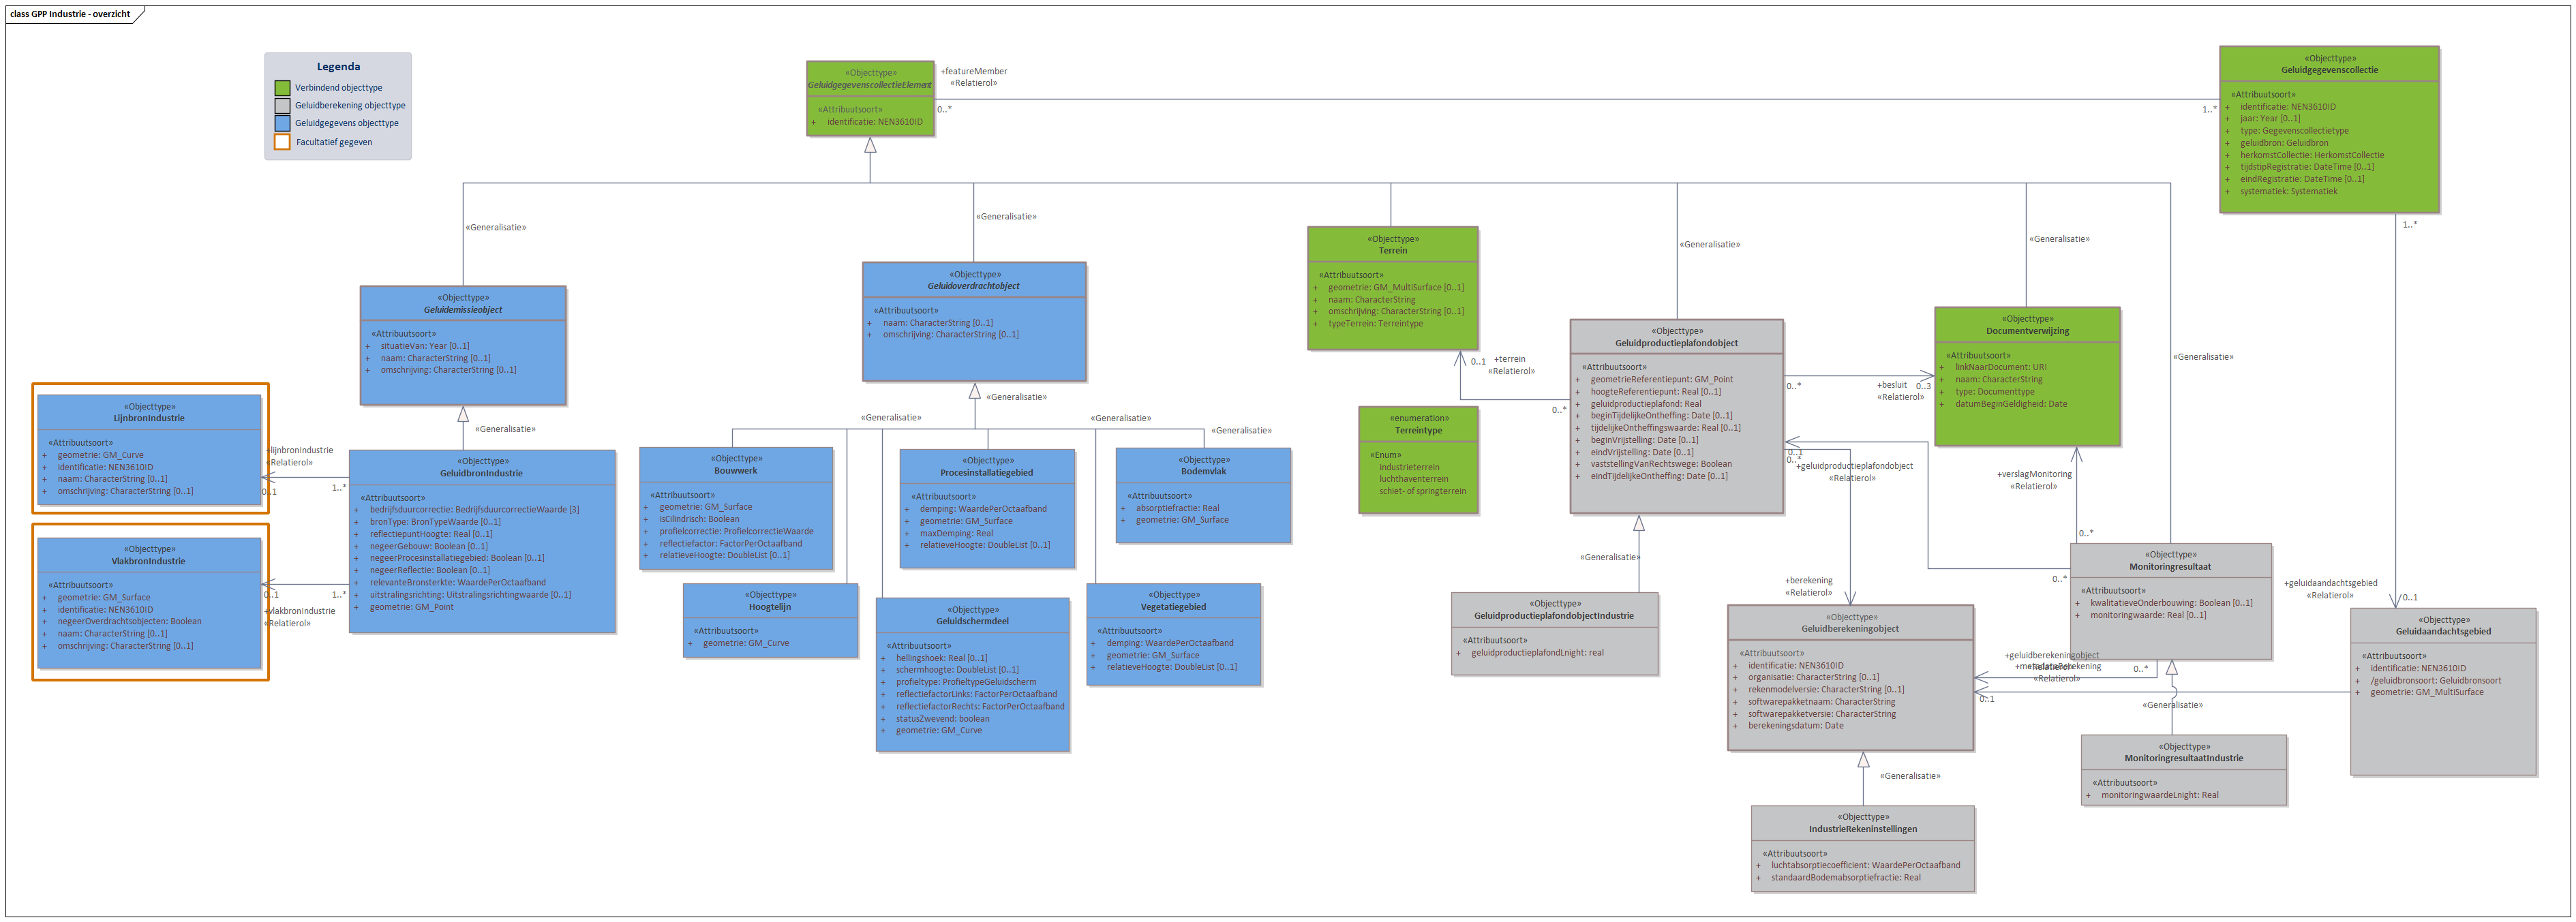 class GPP Industrie - overzicht
Legenda
Verbindend objecttype
Geluidberekening objecttype
Geluidgegevens objecttype
Facultatief gegeven
«Objecttype»
GeluidgegevenscollectieElement
«Attribuutsoort»
+ identificatie: NEN3610ID
+featureMember
«Relatierol»
0..*
1..*
«Objecttype»
Geluidgegevenscollectie
«Attribuutsoort»
+ identificatie: NEN3610ID
+ jaar: Year [0..1]
+ type: Gegevenscollectietype
+ geluidbron: Geluidbron
+ herkomstCollectie: HerkomstCollectie
+ tijdstipRegistratie: DateTime [0..1]
+ eindRegistratie: DateTime [0..1]
+ systematiek: Systematiek
1..*
«Generalisatie»
«Generalisatie»
«Generalisatie»
«Generalisatie»
«Generalisatie»
«Objecttype»
Geluidemissieobject
«Attribuutsoort»
+ situatieVan: Year [0..1]
+ naam: CharacterString [0..1]
+ omschrijving: CharacterString [0..1]
«Objecttype»
Geluidoverdrachtobject
«Attribuutsoort»
+ naam: CharacterString [0..1]
+ omschrijving: CharacterString [0..1]
«Objecttype»
Terrein
«Attribuutsoort»
+ geometrie: GM_MultiSurface [0..1]
+ naam: CharacterString
+ omschrijving: CharacterString [0..1]
+ typeTerrein: Terreintype
0..1
+terrein
«Relatierol»
0..*
«enumeration»
Terreintype
«Enum»
industrieterrein
luchthaventerrein
schiet- of springterrein
«Objecttype»
Geluidproductieplafondobject
«Attribuutsoort»
+ geometrieReferentiepunt: GM_Point
+ hoogteReferentiepunt: Real [0..1]
+ geluidproductieplafond: Real
+ beginTijdelijkeOntheffing: Date [0..1]
+ tijdelijkeOntheffingswaarde: Real [0..1]
+ beginVrijstelling: Date [0..1]
+ eindVrijstelling: Date [0..1]
+ vaststellingVanRechtswege: Boolean
+ eindTijdelijkeOntheffing: Date [0..1]
0..*
+besluit
0..3
«Relatierol»
«Objecttype»
Documentverwijzing
«Attribuutsoort»
+ linkNaarDocument: URI
+ naam: CharacterString
+ type: Documenttype
+ datumBeginGeldigheid: Date
0..1
0..*
+geluidproductieplafondobject
«Relatierol»
+verslagMonitoring
«Relatierol»
0..*
«Objecttype»
LijnbronIndustrie
«Attribuutsoort»
+ geometrie: GM_Curve
+ identificatie: NEN3610ID
+ naam: CharacterString [0..1]
+ omschrijving: CharacterString [0..1]
+lijnbronIndustrie
«Relatierol»
0..1
1..*
«Generalisatie»
«Objecttype»
GeluidbronIndustrie
«Attribuutsoort»
+ bedrijfsduurcorrectie: BedrijfsduurcorrectieWaarde [3]
+ bronType: BronTypeWaarde [0..1]
+ reflectiepuntHoogte: Real [0..1]
+ negeerGebouw: Boolean [0..1]
+ negeerProcesinstallatiegebied: Boolean [0..1]
+ negeerReflectie: Boolean [0..1]
+ relevanteBronsterkte: WaardePerOctaafband
+ uitstralingsrichting: Uitstralingsrichtingwaarde [0..1]
+ geometrie: GM_Point
«Objecttype»
VlakbronIndustrie
«Attribuutsoort»
+ geometrie: GM_Surface
+ identificatie: NEN3610ID
+ negeerOverdrachtsobjecten: Boolean
+ naam: CharacterString [0..1]
+ omschrijving: CharacterString [0..1]
0..1
1..*
+vlakbronIndustrie
«Relatierol»
«Generalisatie»
«Generalisatie»
«Generalisatie»
«Generalisatie»
«Objecttype»
Bouwwerk
«Attribuutsoort»
+ geometrie: GM_Surface
+ isCilindrisch: Boolean
+ profielcorrectie: ProfielcorrectieWaarde
+ reflectiefactor: FactorPerOctaafband
+ relatieveHoogte: DoubleList [0..1]
«Objecttype»
Procesinstallatiegebied
«Attribuutsoort»
+ demping: WaardePerOctaafband
+ geometrie: GM_Surface
+ maxDemping: Real
+ relatieveHoogte: DoubleList [0..1]
«Objecttype»
Bodemvlak
«Attribuutsoort»
+ absorptiefractie: Real
+ geometrie: GM_Surface
«Objecttype»
Hoogtelijn
«Attribuutsoort»
+ geometrie: GM_Curve
«Objecttype»
Geluidschermdeel
«Attribuutsoort»
+ hellingshoek: Real [0..1]
+ schermhoogte: DoubleList [0..1]
+ profieltype: ProfieltypeGeluidscherm
+ reflectiefactorLinks: FactorPerOctaafband
+ reflectiefactorRechts: FactorPerOctaafband
+ statusZwevend: boolean
+ geometrie: GM_Curve
«Objecttype»
Vegetatiegebied
«Attribuutsoort»
+ demping: WaardePerOctaafband
+ geometrie: GM_Surface
+ relatieveHoogte: DoubleList [0..1]
«Generalisatie»
«Objecttype»
GeluidproductieplafondobjectIndustrie
«Attribuutsoort»
+ geluidproductieplafondLnight: real
+berekening
«Relatierol»
«Objecttype»
Geluidberekeningobject
«Attribuutsoort»
+ identificatie: NEN3610ID
+ organisatie: CharacterString [0..1]
+ rekenmodelversie: CharacterString [0..1]
+ softwarepakketnaam: CharacterString
+ softwarepakketversie: CharacterString
+ berekeningsdatum: Date
0..*
«Objecttype»
Monitoringresultaat
«Attribuutsoort»
+ kwalitatieveOnderbouwing: Boolean [0..1]
+ monitoringwaarde: Real [0..1]
+geluidberekeningobject
«Relatierol»
0..*
0..1
+geluidaandachtsgebied
«Relatierol»
0..1
«Objecttype»
Geluidaandachtsgebied
«Attribuutsoort»
+ identificatie: NEN3610ID
+ /geluidbronsoort: Geluidbronsoort
+ geometrie: GM_MultiSurface
«Generalisatie»
«Objecttype»
MonitoringresultaatIndustrie
«Attribuutsoort»
+ monitoringwaardeLnight: Real
«Generalisatie»
«Objecttype»
IndustrieRekeninstellingen
«Attribuutsoort»
+ luchtabsorptiecoefficient: WaardePerOctaafband
+ standaardBodemabsorptiefractie: Real